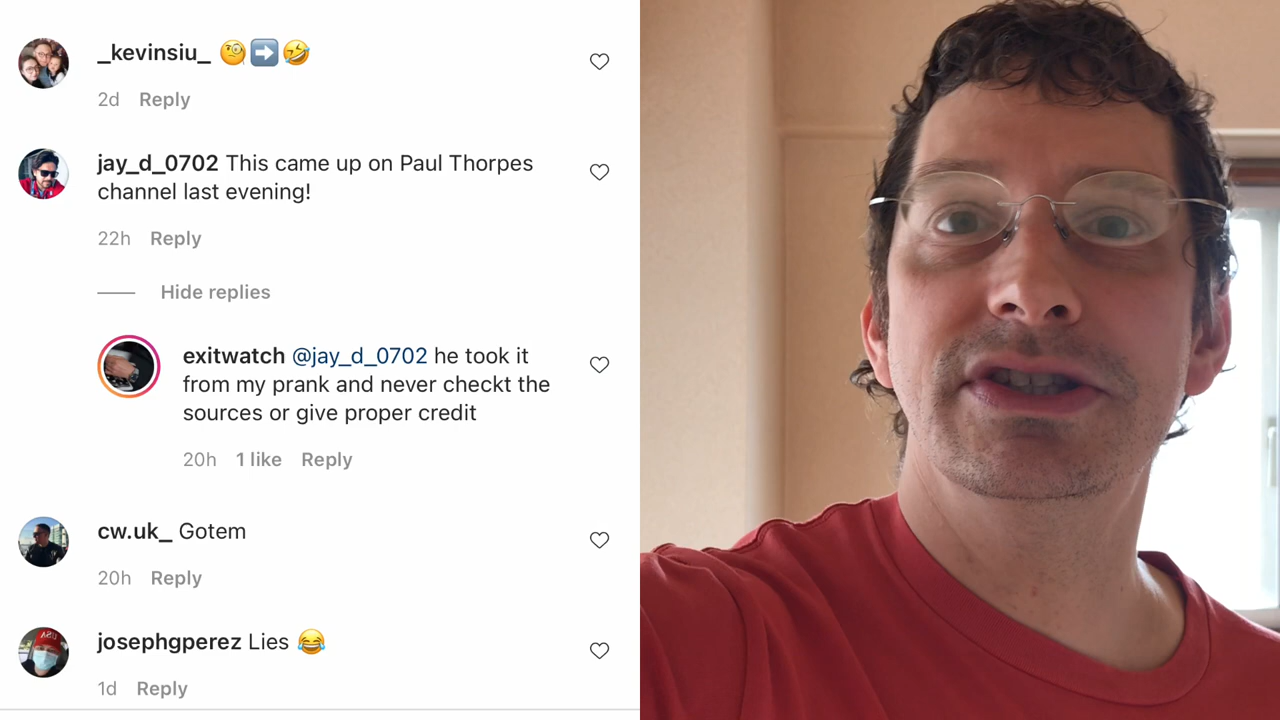 _kevinsiu_ 🧐➡️🤣
2d Reply
jay_d_0702 This came up on Paul Thorpes
channel last evening!
22h Reply
Hide replies
exitwatch @jay_d_0702 he took it
from my prank and never checkt the
sources or give proper credit
20h 1 like Reply
cw.uk_ Gotem
20h Reply
josephgperez Lies 😂
1d Reply